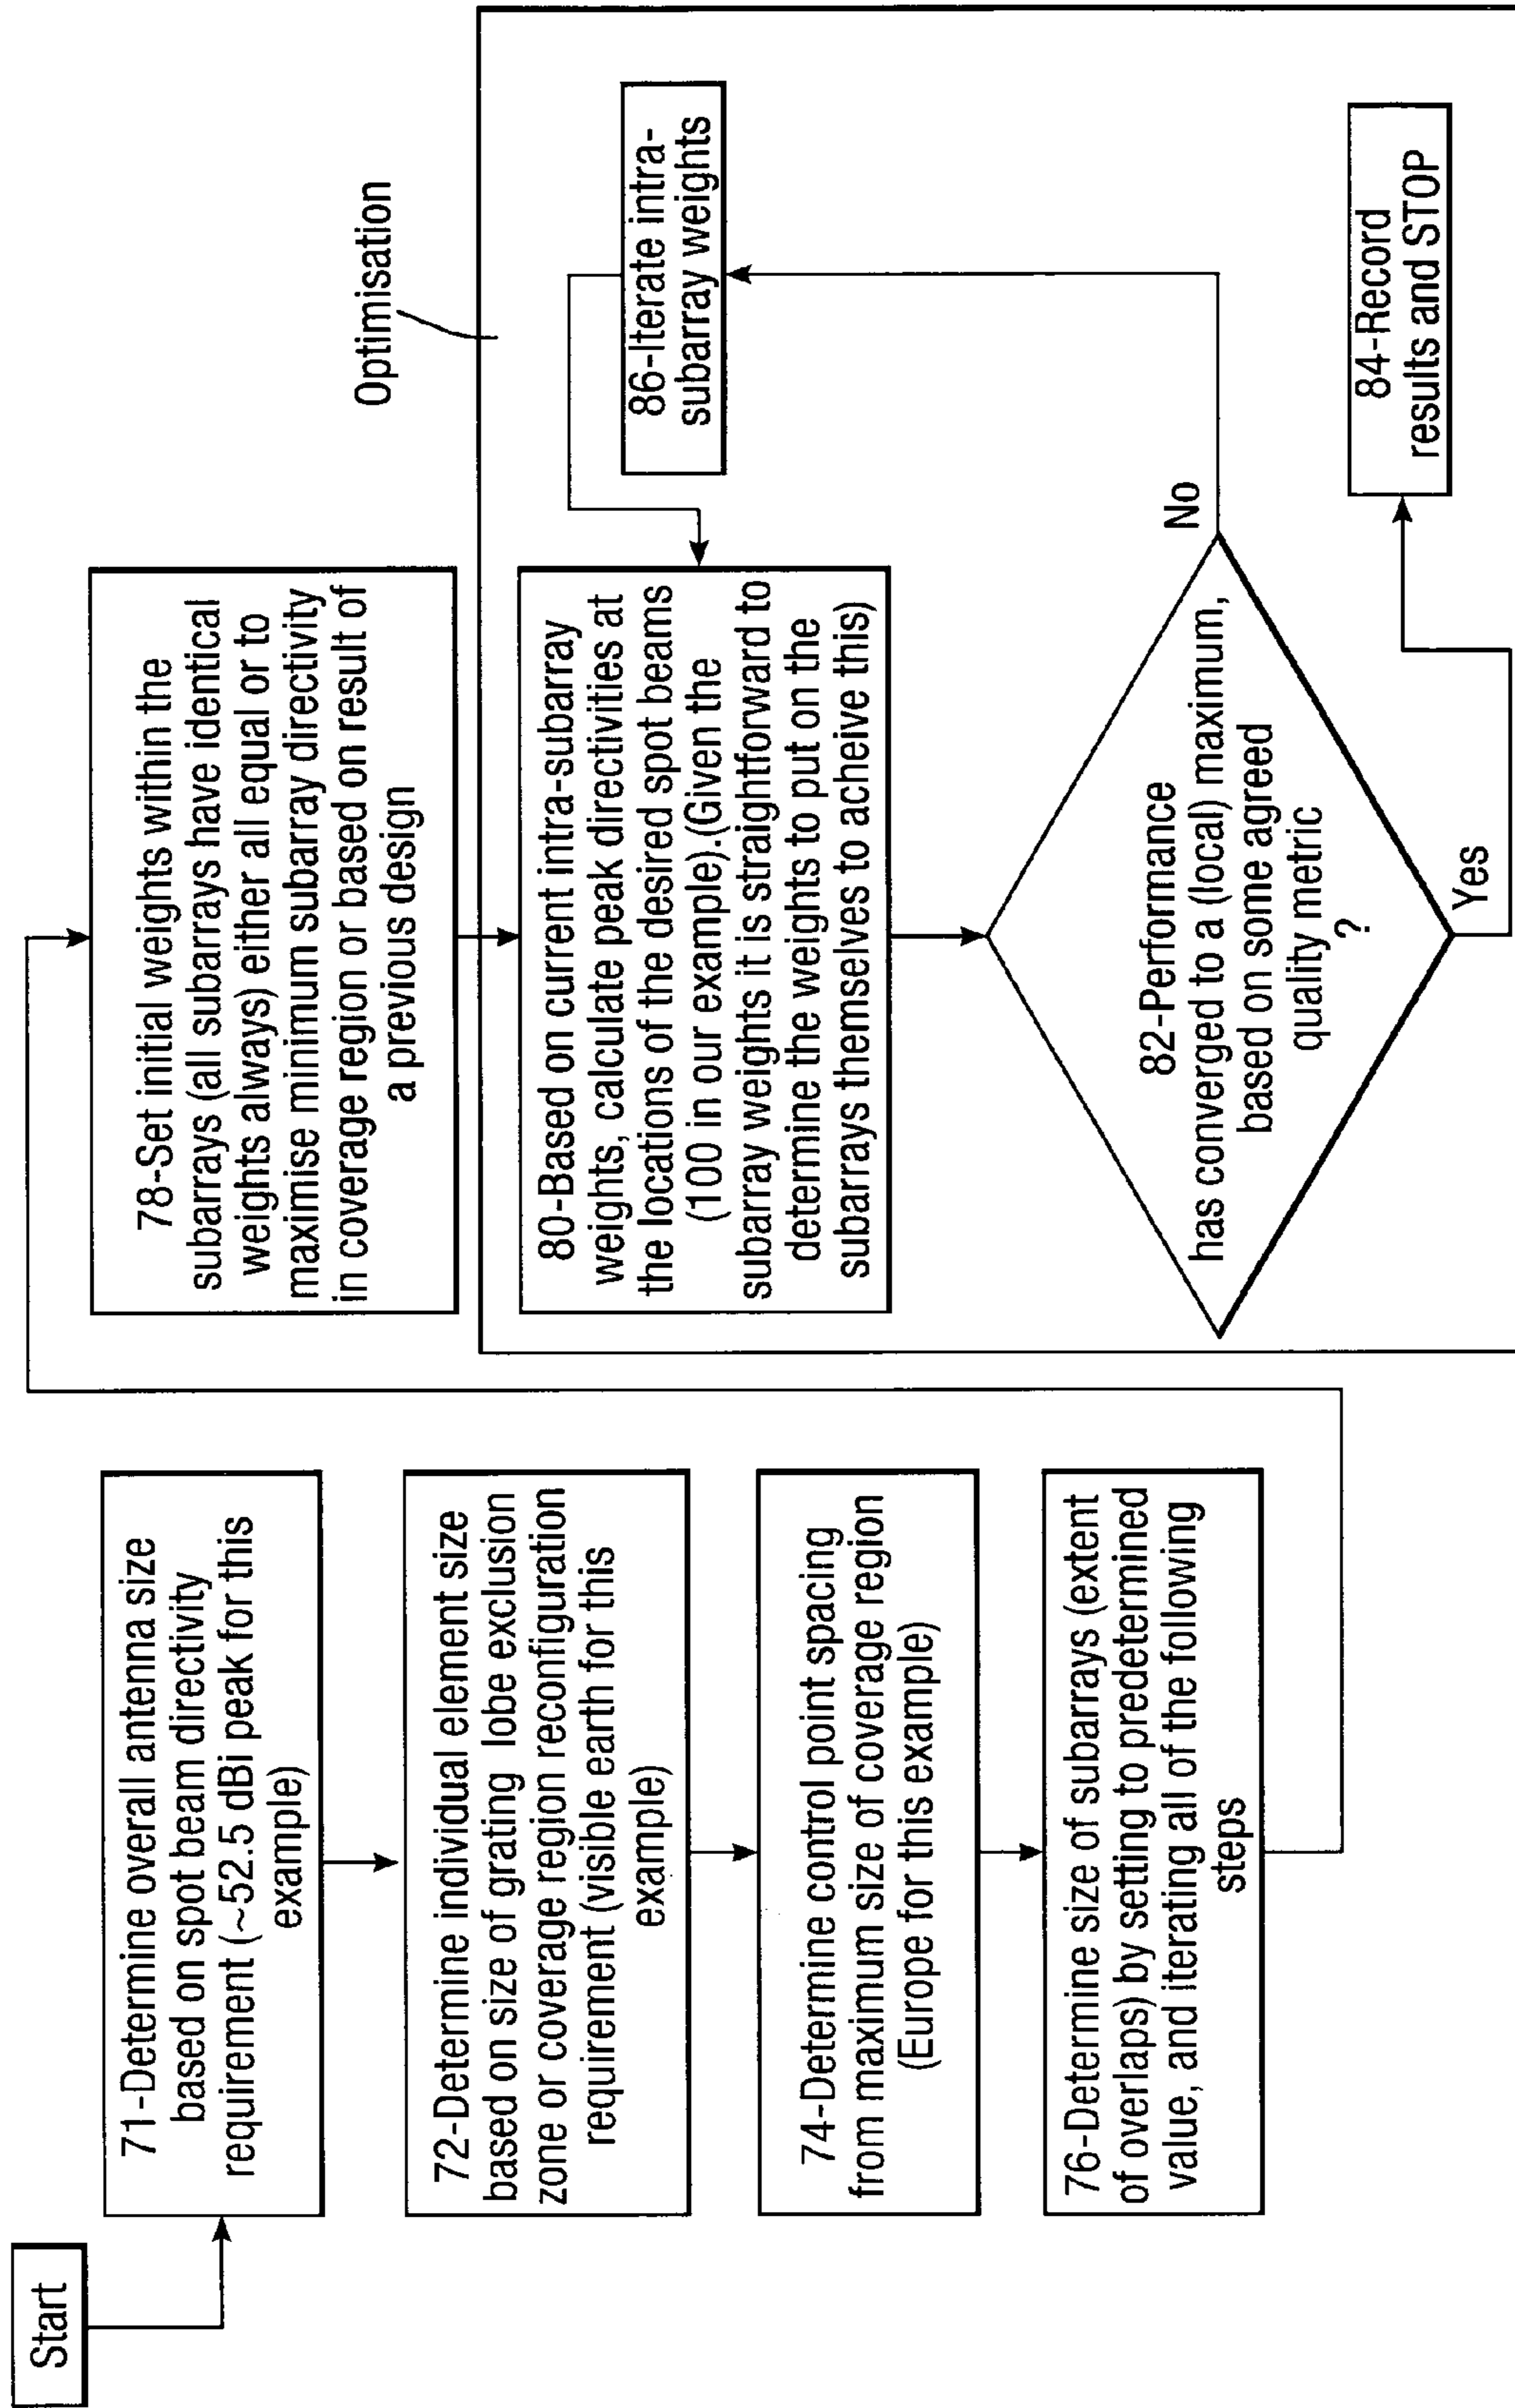 Start
71-Determine overall antenna size
based on spot beam directivity
requirement (~52.5 dBi peak for this
example)
72-Determine individual element size
based on size of grating lobe exclusion
zone or coverage region reconfiguration
requirement (visible earth for this
example)
74-Determine control point spacing
from maximum size of coverage region
(Europe for this example)
76-Determine size of subarrays (extent
of overlaps) by setting to predetermined
value, and iterating all of the following
steps
78-Set initial weights within the
subarrays (all subarrays have identical
weights always) either all equal or to
maximise minimum subarray directivity
in coverage region or based on result of
a previous design
Optimisation
80-Based on current intra-subarray
weights, calculate peak directivities at
the locations of the desired spot beams
(100 in our example).(Given the
subarray weights it is straightforward to
determine the weights to put on the
subarrays themselves to acheive this)
86-Iterate intra-
subarray weights
82-Performance
has converged to a (local) maximum,
based on some agreed
quality metric
?
No
Yes
84-Record
results and STOP